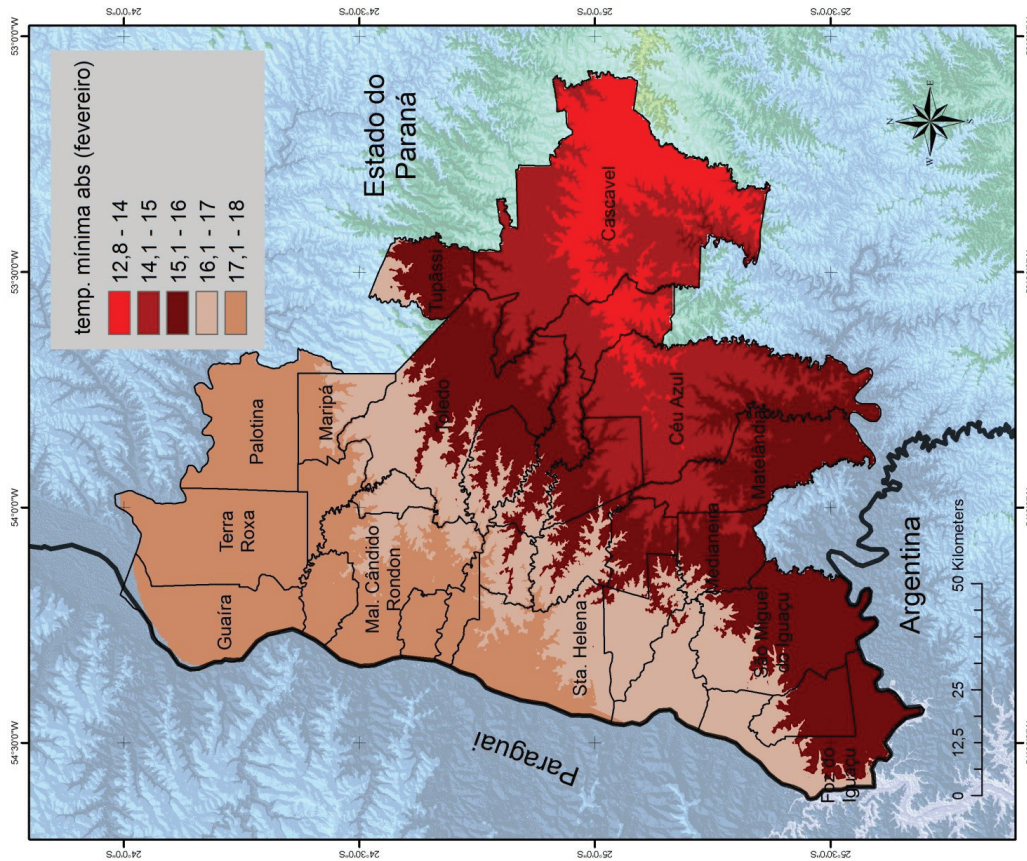 54°30'0"W
54°0'0"W
53°30'0"W
53°0'0"W
24°0'0"S
24°30'0"S
25°0'0"S
25°30'0"S
temp. mínima abs (fevereiro)
12,8 - 14
14,1 - 15
15,1 - 16
16,1 - 17
17,1 - 18
Estado do
Paraná
Paraguai
Argentina
Guaíra
Terra
Roxa
Palotina
Maripá
Mal. Cândido
Rondon
Toledo
Tupãssi
Cascavel
Sta. Helena
Céu Azul
Matelândia
Medianeira
São Miguel
do Iguaçu
Foz do
Iguaçu
N
W
E
S
0 12,5 25 50 Kilometers